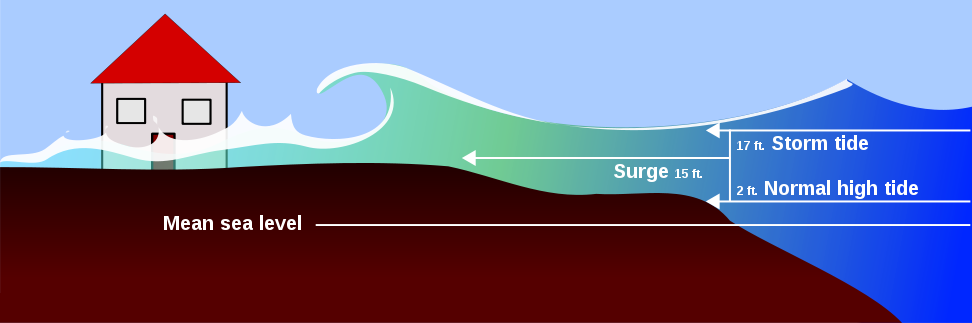 17 ft. Storm tide
Surge 15 ft.
2 ft. Normal high tide
Mean sea level